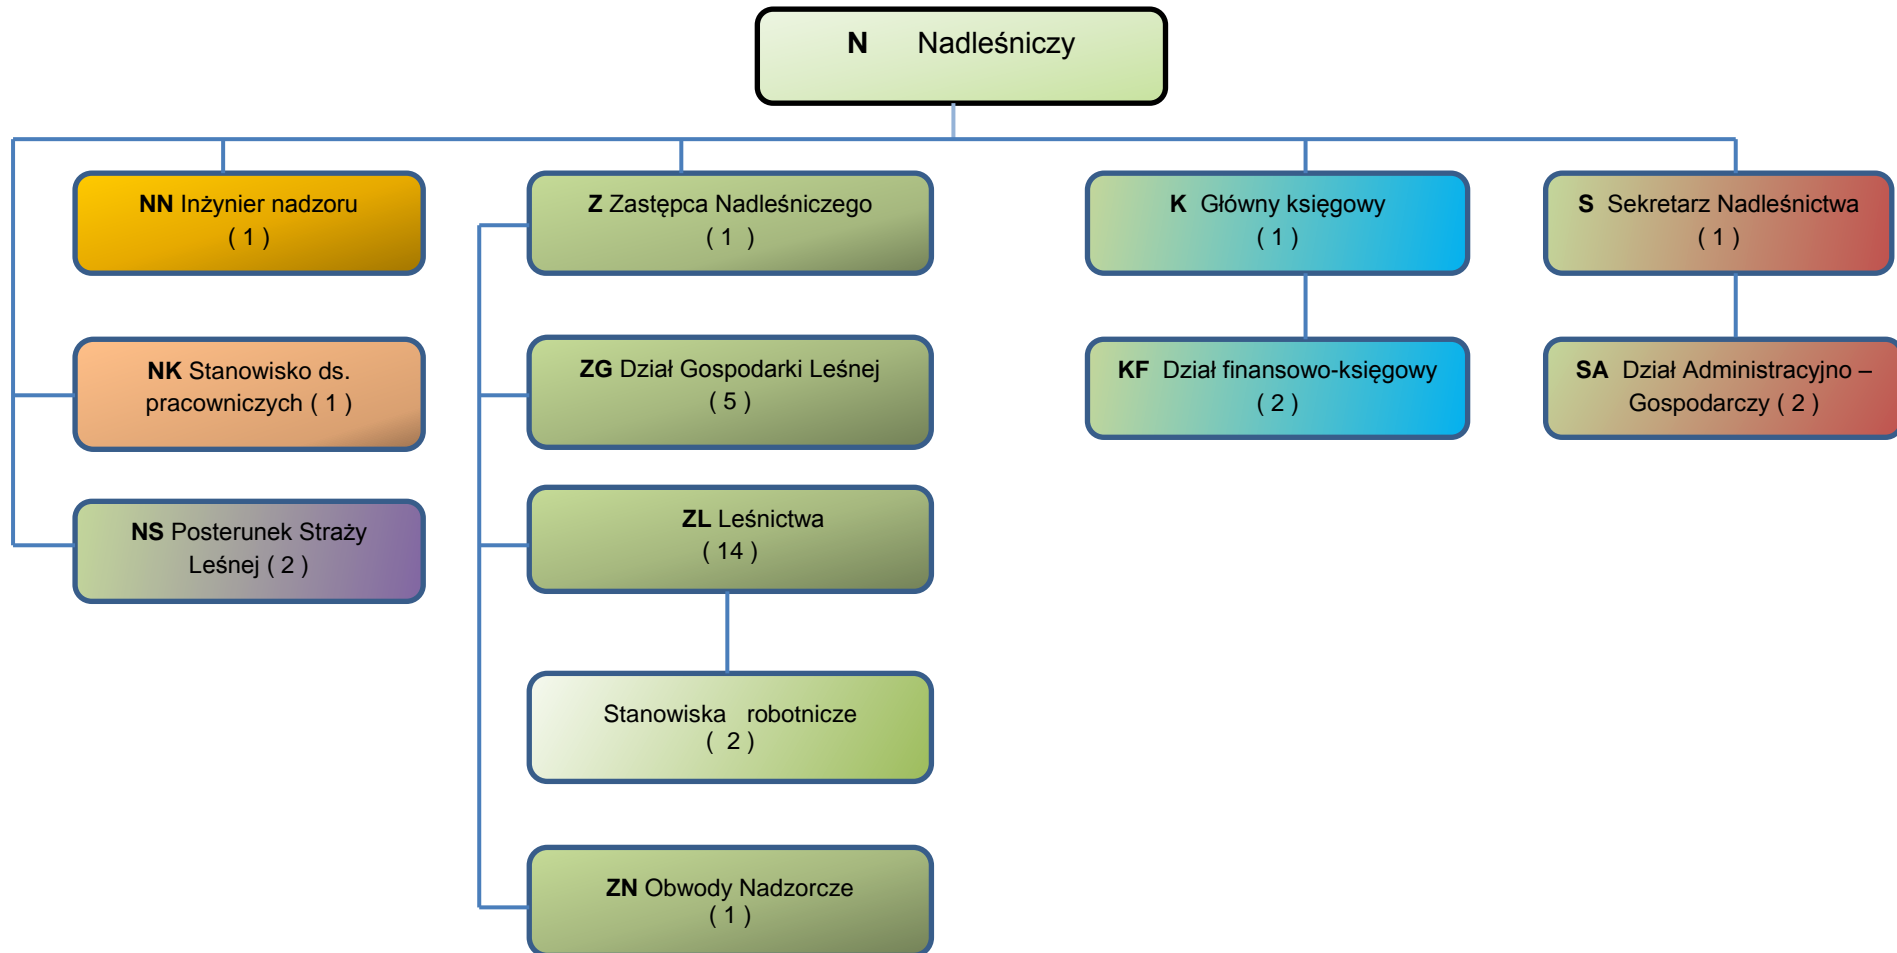 N Nadleśniczy
NN Inżynier nadzoru
( 1 )
Z Zastępca Nadleśniczego
( 1 )
K Główny księgowy
( 1 )
S Sekretarz Nadleśnictwa
( 1 )
NK Stanowisko ds.
pracowniczych ( 1 )
ZG Dział Gospodarki Leśnej
( 5 )
KF Dział finansowo-księgowy
( 2 )
SA Dział Administracyjno –
Gospodarczy ( 2 )
NS Posterunek Straży
Leśnej ( 2 )
ZL Leśnictwa
( 14 )
Stanowiska robotnicze
( 2 )
ZN Obwody Nadzorcze
( 1 )